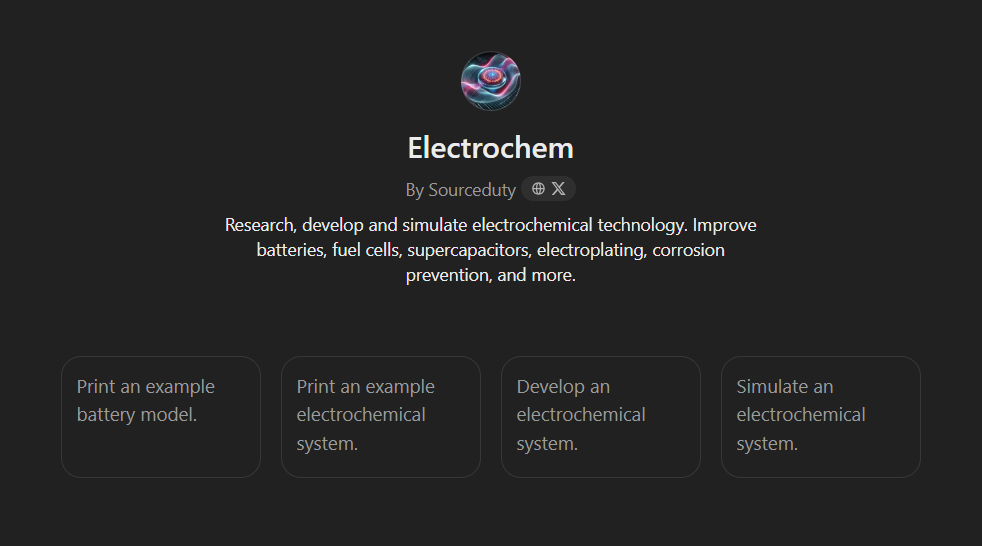 Electrochem
By Sourceduty
Research, develop and simulate electrochemical technology. Improve
batteries, fuel cells, supercapacitors, electroplating, corrosion
prevention, and more.
Print an example
battery model.
Print an example
electrochemical
system.
Develop an
electrochemical
system.
Simulate an
electrochemical
system.